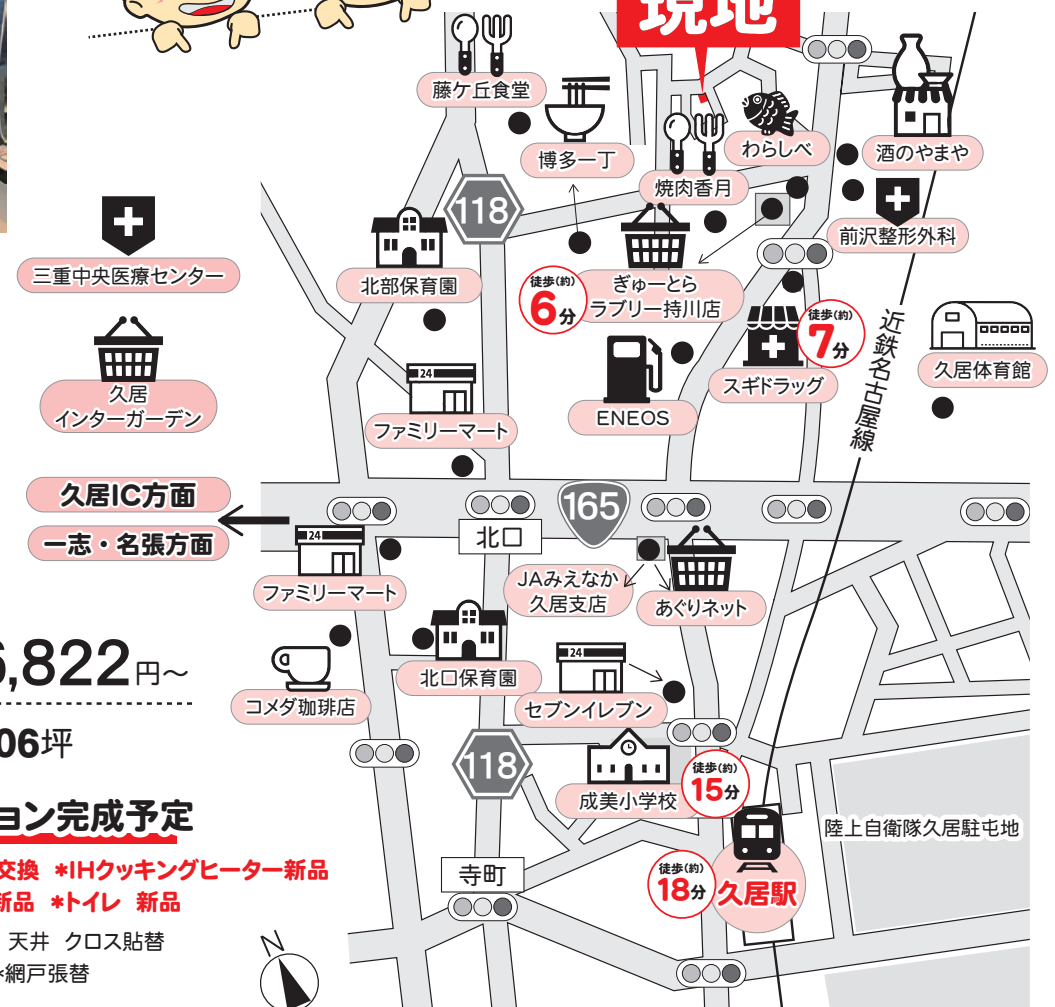 現地
藤ケ丘食堂
博多一丁
わらしべ
酒のやまや
焼肉香月
118
前沢整形外科
三重中央医療センター
北部保育園
徒歩(約)
6分
ぎゅーとら
ラブリー持川店
徒歩(約)
7分
近鉄名古屋線
久居体育館
スギドラッグ
久居
インターガーデン
24
ファミリーマート
ENEOS
久居IC方面
一志・名張方面
165
北口
24
ファミリーマート
JAみえなか
久居支店
あぐりネット
北口保育園
24
セブンイレブン
コメダ珈琲店
,822円～
06坪
118
成美小学校
徒歩(約)
15分
陸上自衛隊久居駐屯地
ョン完成予定
交換 *IHクッキングヒーター新品
新品 *トイレ 新品
寺町
徒歩(約)
18分
久居駅
天井 クロス貼替
*網戸張替
N